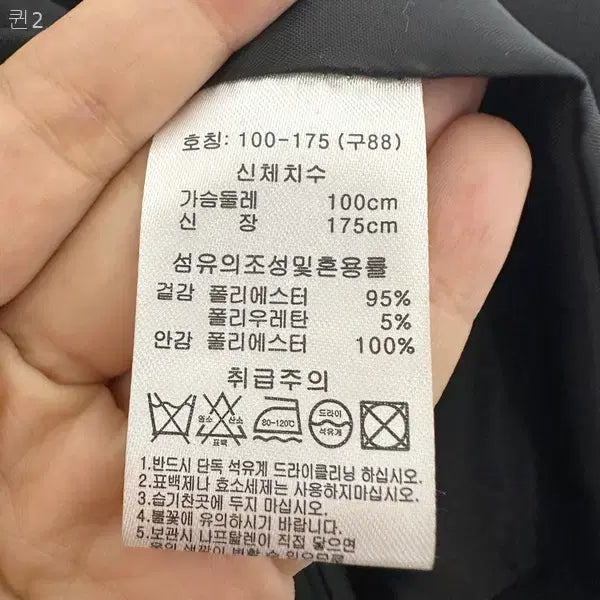 퀸2
호칭: 100-175 (구88)
신체치수
가슴둘레 100cm
신 장 175cm
섬유의조성및혼용률
겉감 폴리에스터 95%
폴리우레탄 5%
안감 폴리에스터 100%
취급주의
염소 산소 표백
80-120℃
드라이
석유계
1.반드시 단독 석유계 드라이클리닝 하십시오.
2.표백제나 효소세제는 사용하지마십시오.
3.습기찬곳에 두지 마십시오.
4.불꽃에 유의하시기 바랍니다.
5.보관시 나프탈렌이 직접 닿으면